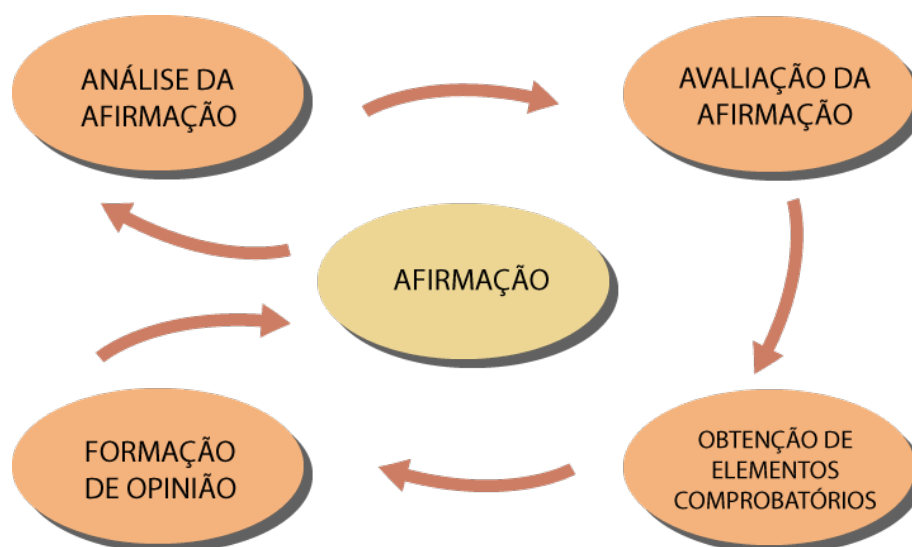 ANÁLISE DA
AFIRMAÇÃO
AVALIAÇÃO DA
AFIRMAÇÃO
AFIRMAÇÃO
FORMAÇÃO
DE OPINIÃO
OBTENÇÃO DE
ELEMENTOS
COMPROBATÓRIOS